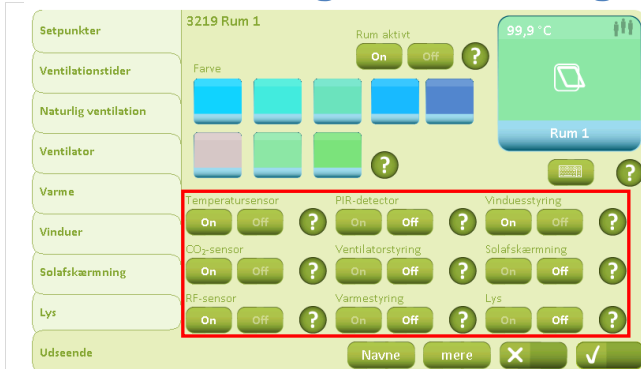 Setpunkter
Ventilationstider
Naturlig ventilation
Ventilator
Varme
Vinduer
Solafskærmning
Lys
Udseende
3219 Rum 1
Rum aktivt
On Off ?
Farve
?
99,9 °C
Rum 1
?
Temperatursensor PIR-detector Vinduesstyring
On Off ? On Off ? On Off ?
CO₂-sensor Ventilatorstyring Solafskærmning
On Off ? On Off ? On Off ?
RF-sensor Varmestyring Lys
On Off ? On Off ? On Off ?
Navne mere